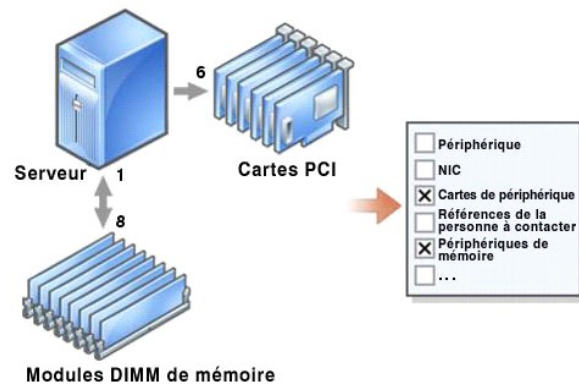 6
Serveur 1
Cartes PCI
8
Modules DIMM de mémoire
Périphérique
NIC
Cartes de périphérique
Références de la
personne à contacter
Périphériques de
mémoire
...